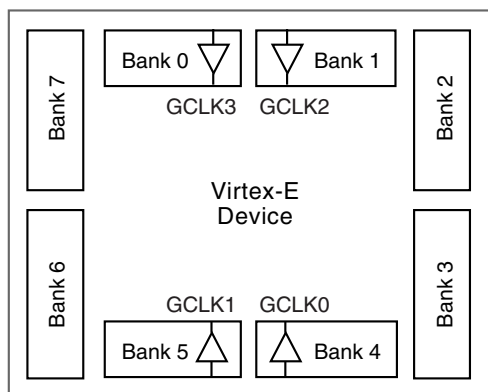 Bank 0
Bank 1
GCLK3
GCLK2
Bank 7
Bank 2
Virtex-E
Device
Bank 6
Bank 3
GCLK1
GCLK0
Bank 5
Bank 4